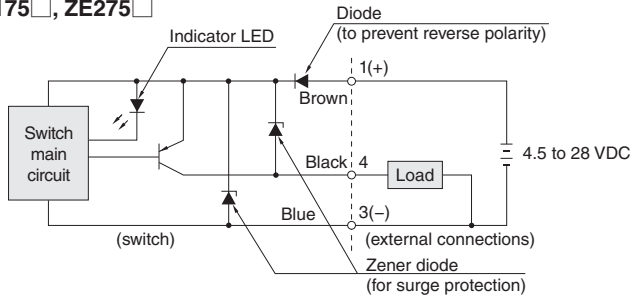 175□, ZE275□
Diode
(to prevent reverse polarity)
Indicator LED
1(+)
Brown
Switch
main
circuit
4.5 to 28 VDC
Black
4
Load
Blue
3(−)
(switch)
(external connections)
Zener diode
(for surge protection)